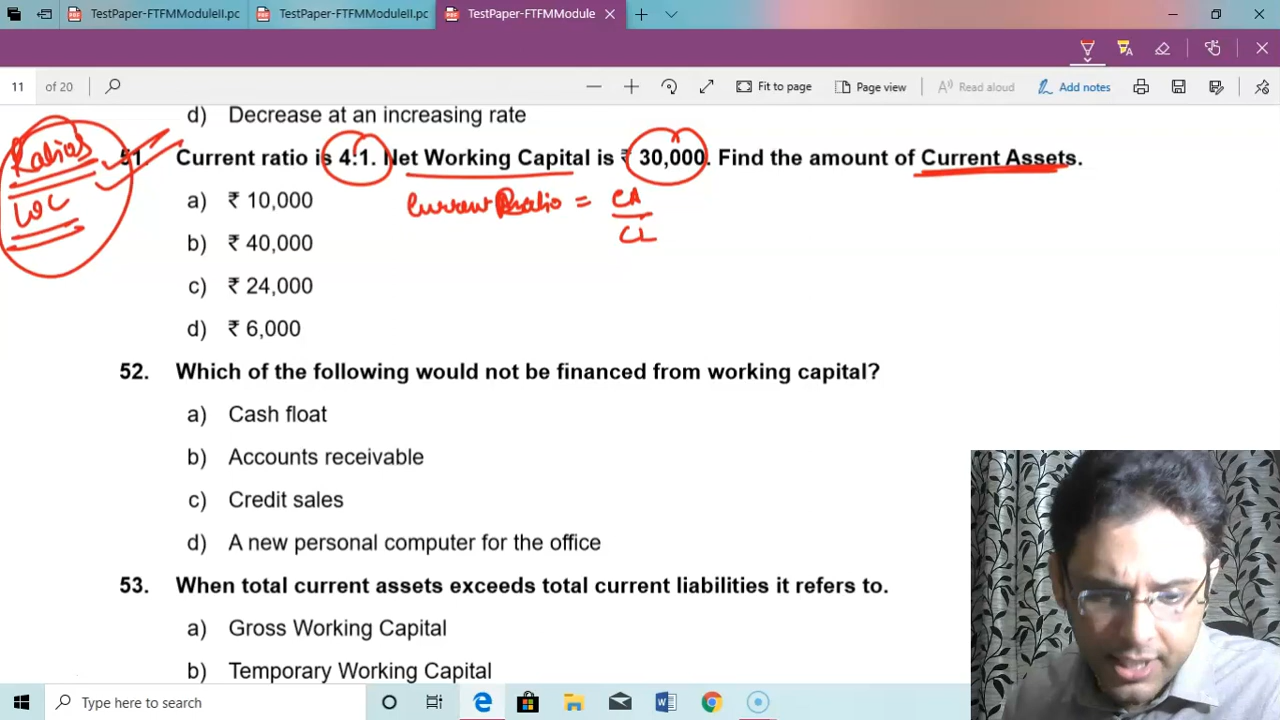 TestPaper-FTFMModuleII.pc
TestPaper-FTFMModuleII.pc
TestPaper-FTFMModule
11 of 20
Fit to page
Page view
Read aloud
Add notes
d) Decrease at an increasing rate
Ratios
51. Current ratio is 4:1. Net Working Capital is ₹ 30,000. Find the amount of Current Assets.
a) ₹ 10,000
Current Ratio = CA
CL
b) ₹ 40,000
c) ₹ 24,000
d) ₹ 6,000
52. Which of the following would not be financed from working capital?
a) Cash float
b) Accounts receivable
c) Credit sales
d) A new personal computer for the office
53. When total current assets exceeds total current liabilities it refers to.
a) Gross Working Capital
b) Temporary Working Capital
Type here to search